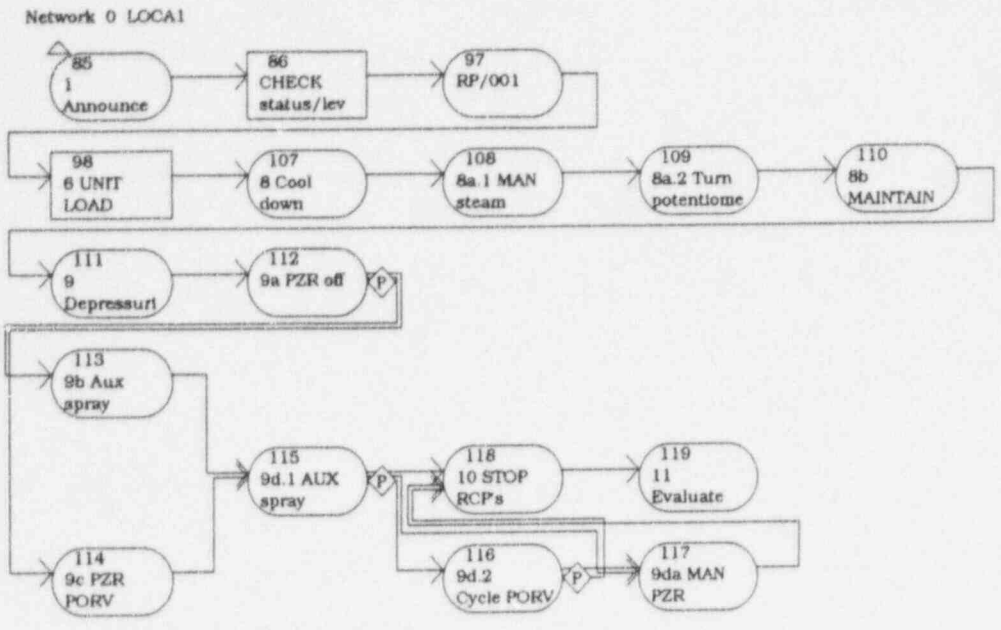 Network 0 LOCA1
85
1
Announce
86
CHECK
status/lev
97
RP/001
98
6 UNIT
LOAD
107
8 Cool
down
108
8a.1 MAN
steam
109
8a.2 Turn
potentiome
110
8b
MAINTAIN
111
9
Depressuri
112
9a PZR off
P
113
9b Aux
spray
114
9c PZR
PORV
115
9d.1 AUX
spray
P
118
10 STOP
RCP's
119
11
Evaluate
116
9d.2
Cycle PORV
P
117
9da MAN
PZR